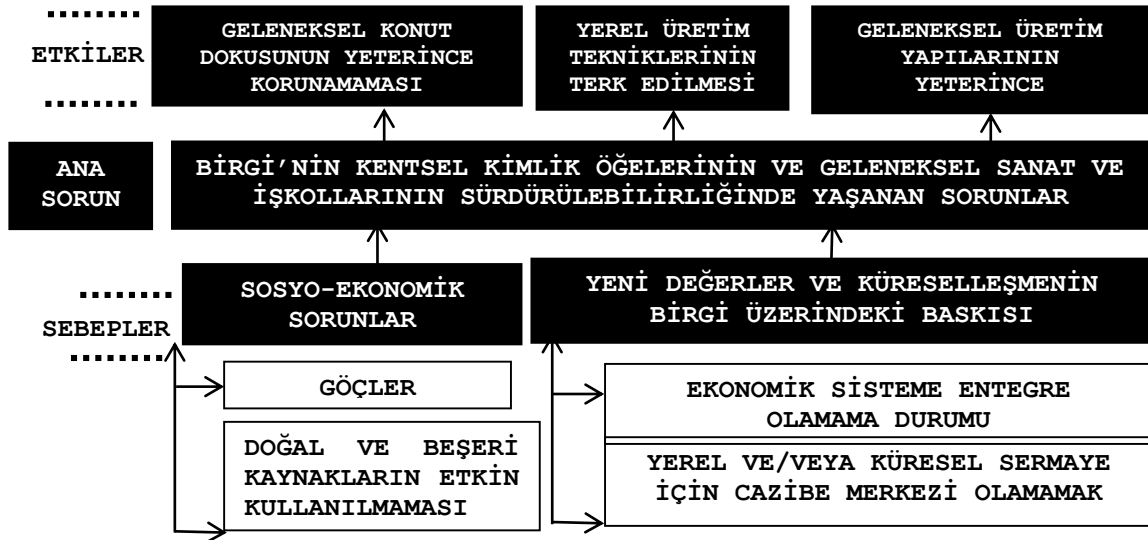 ETKİLER
GELENEKSEL KONUT
DOKUSUNUN YETERİNCE
KORUNAMAMASI
YEREL ÜRETİM
TEKNİKLERİNİN
TERK EDİLMESİ
GELENEKSEL ÜRETİM
YAPILARININ
YETERİNCE
ANA
SORUN
BİRGİ’NİN KENTSEL KİMLİK ÖĞELERİNİN VE GELENEKSEL SANAT VE
İŞKOLLARININ SÜRDÜRÜLEBİLİRLİĞİNDE YAŞANAN SORUNLAR
SEBEPLER
SOSYO-EKONOMİK
SORUNLAR
YENİ DEĞERLER VE KÜRESELLEŞMENİN
BİRGİ ÜZERİNDEKİ BASKISI
GÖÇLER
DOĞAL VE BEŞERİ
KAYNAKLARIN ETKİN
KULLANILMAMASI
EKONOMİK SİSTEME ENTEGRE
OLAMAMA DURUMU
YEREL VE/VEYA KÜRESEL SERMAYE
İÇİN CAZİBE MERKEZİ OLAMAMAK